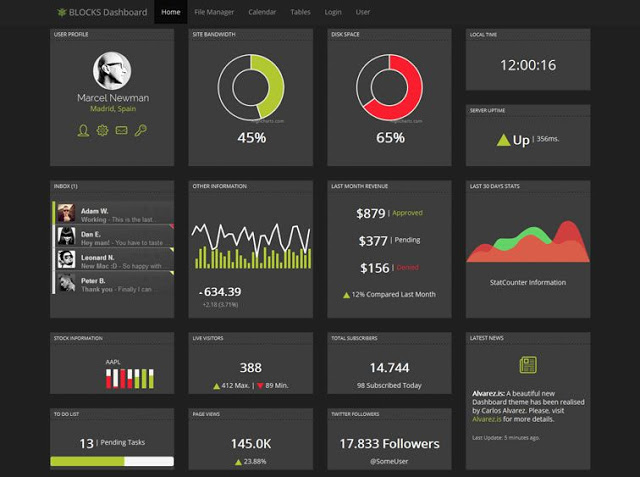 BLOCKS Dashboard Home File Manager Calendar Tables Login User
USER PROFILE
Marcel Newman
Madrid, Spain
SITE BANDWIDTH
45%
DISK SPACE
65%
LOCAL TIME
12:00:16
SERVER UPTIME
Up | 356ms.
INBOX (1)
Adam W.
Working - This is the last...
Dan E.
Hey man! - You have to taste
Leonard N.
New Mac :D - So happy with
Peter B.
Thank you - Finally I can ...
OTHER INFORMATION
-634.39
+2.18 (3.71%)
LAST MONTH REVENUE
$879 | Approved
$377 | Pending
$156 | Denied
12% Compared Last Month
LAST 30 DAYS STATS
StatCounter Information
STOCK INFORMATION
AAPL
LIVE VISITORS
388
412 Max. | 89 Min.
TOTAL SUBSCRIBERS
14.744
98 Subscribed Today
LATEST NEWS
Alvarez.is: A beautiful new
Dashboard theme has been realised
by Carlos Alvarez. Please, visit
Alvarez.is for more details.
Last Update: 5 minuets ago.
TO DO LIST
13 | Pending Tasks
PAGE VIEWS
145.0K
23.88%
TWITTER FOLLOWERS
17.833 Followers
@SomeUser